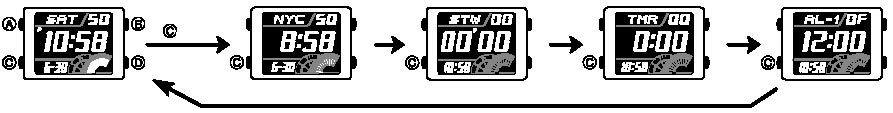 A SAT/50 B
10:58
C 6-30 D
C
NYC/50
8:58
C 6-30
STW/00
00'00
C 10:58
TMR/00
0:00
C 10:58
AL-1/OF
12:00
C 10:58